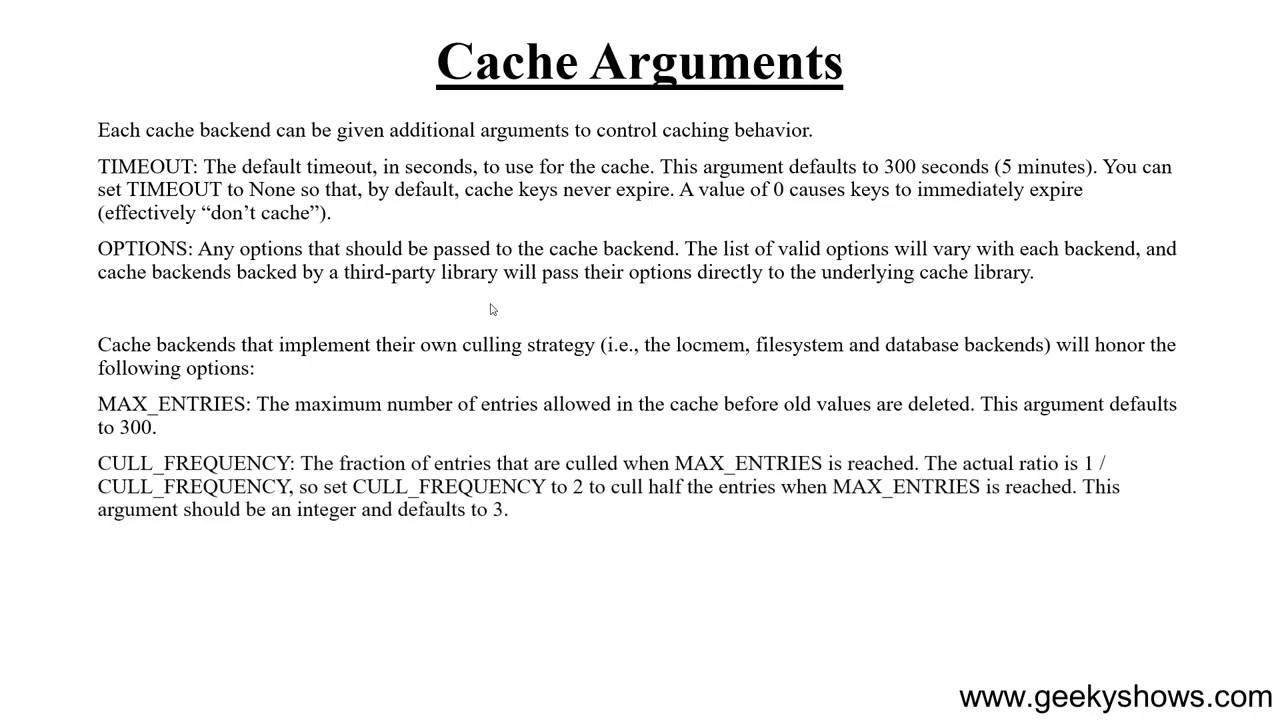 Cache Arguments
Each cache backend can be given additional arguments to control caching behavior.
TIMEOUT: The default timeout, in seconds, to use for the cache. This argument defaults to 300 seconds (5 minutes). You can
set TIMEOUT to None so that, by default, cache keys never expire. A value of 0 causes keys to immediately expire
(effectively “don’t cache”).
OPTIONS: Any options that should be passed to the cache backend. The list of valid options will vary with each backend, and
cache backends backed by a third-party library will pass their options directly to the underlying cache library.
Cache backends that implement their own culling strategy (i.e., the locmem, filesystem and database backends) will honor the
following options:
MAX_ENTRIES: The maximum number of entries allowed in the cache before old values are deleted. This argument defaults
to 300.
CULL_FREQUENCY: The fraction of entries that are culled when MAX_ENTRIES is reached. The actual ratio is 1 /
CULL_FREQUENCY, so set CULL_FREQUENCY to 2 to cull half the entries when MAX_ENTRIES is reached. This
argument should be an integer and defaults to 3.
www.geekyshows.com